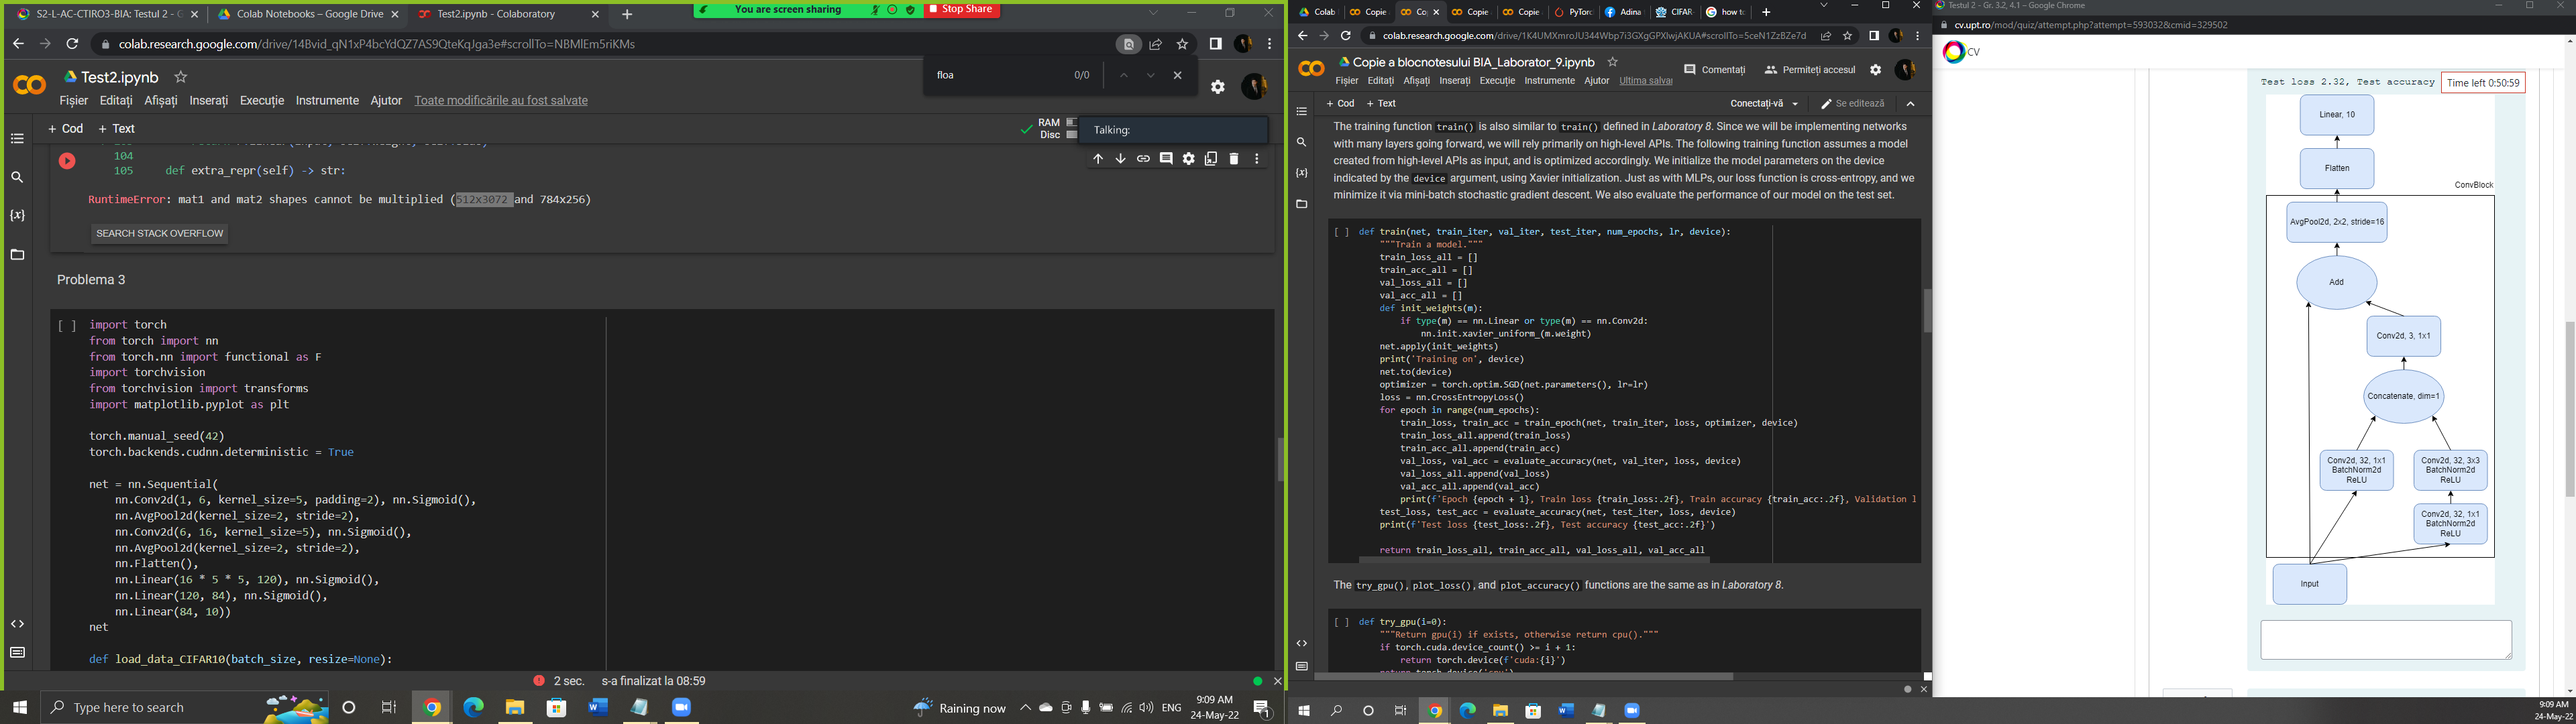 S2-L-AC-CTIRO3-BIA: Testul 2 - G
Colab Notebooks – Google Drive
Test2.ipynb - Colaboratory
You are screen sharing
Stop Share
colab.research.google.com/drive/14Bvid_qN1xP4bcYdQZ7AS9QteKqJga3e#scrollTo=NBMlEm5riKMs
floa
0/0
Test2.ipynb
Fișier Editați Afișați Inserați Execuție Instrumente Ajutor Toate modificările au fost salvate
+ Cod + Text
RAM
Disc
Talking:
104
105 def extra_repr(self) -> str:
RuntimeError: mat1 and mat2 shapes cannot be multiplied (512x3072 and 784x256)
SEARCH STACK OVERFLOW
Problema 3
[ ] import torch
from torch import nn
from torch.nn import functional as F
import torchvision
from torchvision import transforms
import matplotlib.pyplot as plt
torch.manual_seed(42)
torch.backends.cudnn.deterministic = True
net = nn.Sequential(
nn.Conv2d(1, 6, kernel_size=5, padding=2), nn.Sigmoid(),
nn.AvgPool2d(kernel_size=2, stride=2),
nn.Conv2d(6, 16, kernel_size=5), nn.Sigmoid(),
nn.AvgPool2d(kernel_size=2, stride=2),
nn.Flatten(),
nn.Linear(16 * 5 * 5, 120), nn.Sigmoid(),
nn.Linear(120, 84), nn.Sigmoid(),
nn.Linear(84, 10))
net
def load_data_CIFAR10(batch_size, resize=None):
2 sec. s-a finalizat la 08:59
Type here to search
Raining now
ENG
9:09 AM
24-May-22
1
Colab
Copie
Co
Copie
Copie
PyTorc
Adina
CIFAR-
how to
colab.research.google.com/drive/1K4UMXmroJU344Wbp7i3GXgGPXlwjAKUA#scrollTo=5ceN1ZzBZe7d
Copie a blocnotesului BIA_Laborator_9.ipynb
Comentați
Permiteți accesul
Fișier Editați Afișați Inserați Execuție Instrumente Ajutor Ultima salvar
+ Cod + Text
Conectați-vă
Se editează
The training function train() is also similar to train() defined in Laboratory 8. Since we will be implementing networks
with many layers going forward, we will rely primarily on high-level APIs. The following training function assumes a model
created from high-level APIs as input, and is optimized accordingly. We initialize the model parameters on the device
indicated by the device argument, using Xavier initialization. Just as with MLPs, our loss function is cross-entropy, and we
minimize it via mini-batch stochastic gradient descent. We also evaluate the performance of our model on the test set.
[ ] def train(net, train_iter, val_iter, test_iter, num_epochs, lr, device):
"""Train a model."""
train_loss_all = []
train_acc_all = []
val_loss_all = []
val_acc_all = []
def init_weights(m):
if type(m) == nn.Linear or type(m) == nn.Conv2d:
nn.init.xavier_uniform_(m.weight)
net.apply(init_weights)
print('Training on', device)
net.to(device)
optimizer = torch.optim.SGD(net.parameters(), lr=lr)
loss = nn.CrossEntropyLoss()
for epoch in range(num_epochs):
train_loss, train_acc = train_epoch(net, train_iter, loss, optimizer, device)
train_loss_all.append(train_loss)
train_acc_all.append(train_acc)
val_loss, val_acc = evaluate_accuracy(net, val_iter, loss, device)
val_loss_all.append(val_loss)
val_acc_all.append(val_acc)
print(f'Epoch {epoch + 1}, Train loss {train_loss:.2f}, Train accuracy {train_acc:.2f}, Validation l
test_loss, test_acc = evaluate_accuracy(net, test_iter, loss, device)
print(f'Test loss {test_loss:.2f}, Test accuracy {test_acc:.2f}')
return train_loss_all, train_acc_all, val_loss_all, val_acc_all
The try_gpu(), plot_loss(), and plot_accuracy() functions are the same as in Laboratory 8.
[ ] def try_gpu(i=0):
"""Return gpu(i) if exists, otherwise return cpu()."""
if torch.cuda.device_count() >= i + 1:
return torch.device(f'cuda:{i}')
Testul 2 - Gr. 3.2, 4.1 – Google Chrome
cv.upt.ro/mod/quiz/attempt.php?attempt=593032&cmid=329502
CV
Test loss 2.32, Test accuracy
Time left 0:50:59
Linear, 10
Flatten
ConvBlock
AvgPool2d, 2x2, stride=16
Add
Conv2d, 3, 1x1
Concatenate, dim=1
Conv2d, 32, 1x1
BatchNorm2d
ReLU
Conv2d, 32, 3x3
BatchNorm2d
ReLU
Conv2d, 32, 1x1
BatchNorm2d
ReLU
Input
9:09 AM
24-May-22